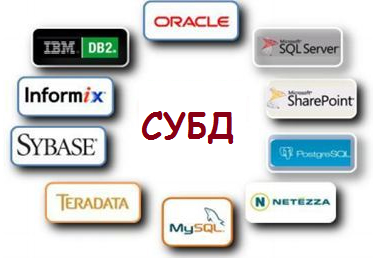 ORACLE
IBM DB2.
Microsoft
SQL Server
Informix
Microsoft
SharePoint
СУБД
SYBASE
PostgreSQL
TERADATA
MySQL
NETEZZA